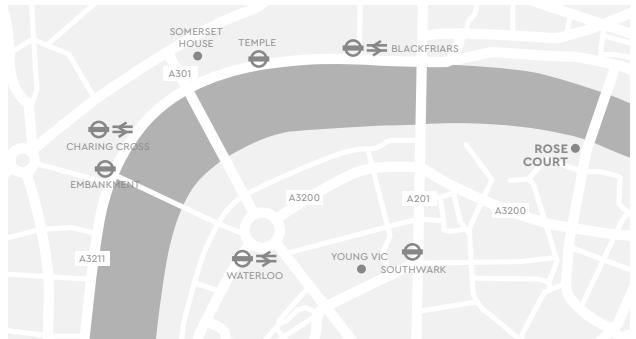 SOMERSET
HOUSE
TEMPLE
BLACKFRIARS
A301
CHARING CROSS
ROSE
COURT
EMBANKMENT
A3200
A201
A3200
A3211
YOUNG VIC
SOUTHWARK
WATERLOO